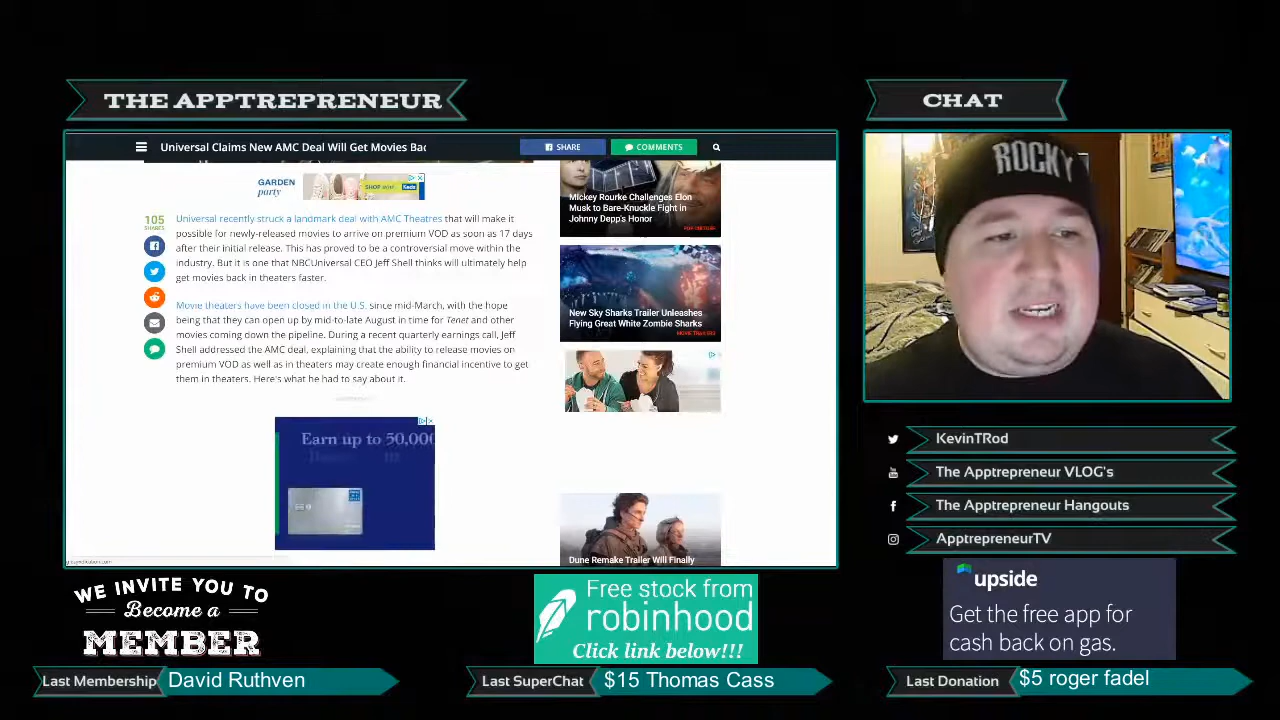 THE APPTREPRENEUR
CHAT
Universal Claims New AMC Deal Will Get Movies Bac
SHARE
COMMENTS
GARDEN
party
SHOP now
Keds
105
SHARES
Universal recently struck a landmark deal with AMC Theatres that will make it
possible for newly-released movies to arrive on premium VOD as soon as 17 days
after their initial release. This has proved to be a controversial move within the
industry. But it is one that NBCUniversal CEO Jeff Shell thinks will ultimately help
get movies back in theaters faster.
Movie theaters have been closed in the U.S. since mid-March, with the hope
being that they can open up by mid-to-late August in time for Tenet and other
movies coming down the pipeline. During a recent quarterly earnings call, Jeff
Shell addressed the AMC deal, explaining that the ability to release movies on
premium VOD as well as in theaters may create enough financial incentive to get
them in theaters. Here's what he had to say about it.
Earn up to 50,000
Mickey Rourke Challenges Elon
Musk to Bare-Knuckle Fight in
Johnny Depp's Honor
POP CULTURE
New Sky Sharks Trailer Unleashes
Flying Great White Zombie Sharks
MOVIE TRAILERS
Dune Remake Trailer Will Finally
ROCKY
KevinTRod
The Apptrepreneur VLOG's
The Apptrepreneur Hangouts
ApptrepreneurTV
WE INVITE YOU TO
Become a
MEMBER
Free stock from
robinhood
Click link below!!!
upside
Get the free app for
cash back on gas.
Last Membership
David Ruthven
Last SuperChat
$15 Thomas Cass
Last Donation
$5 roger fadel